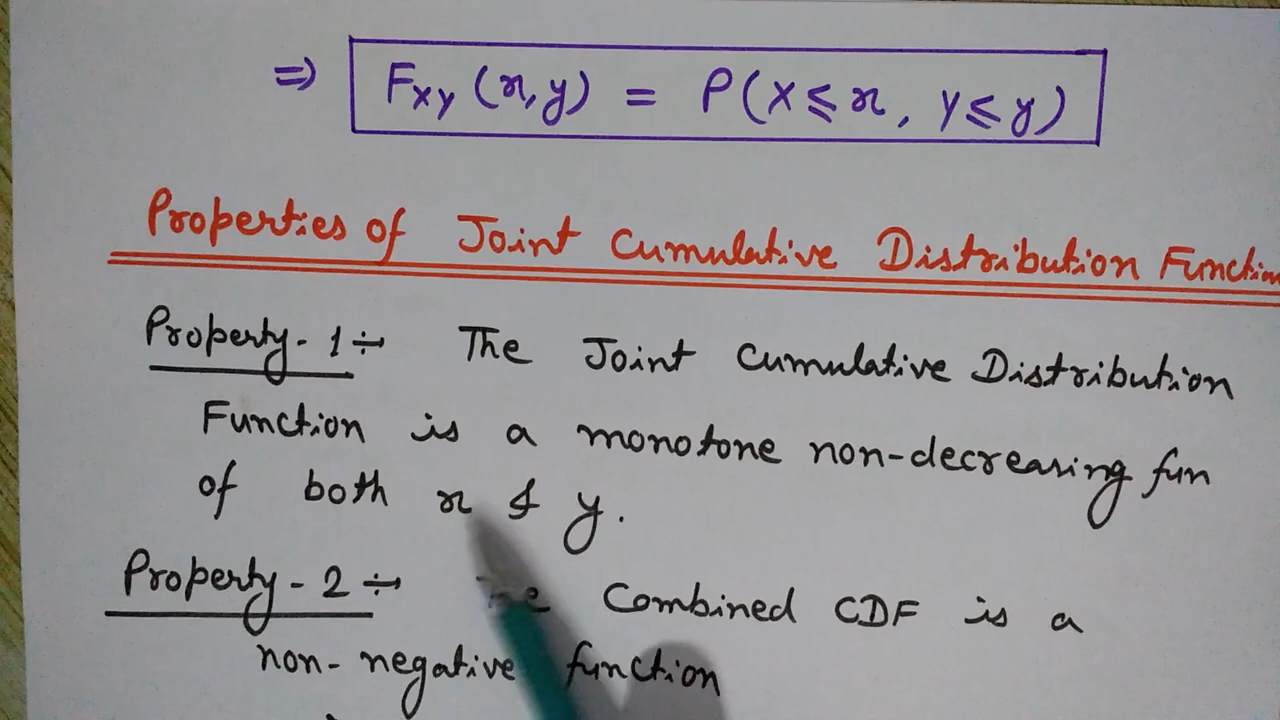 ⇒ Fxy (x,y) = P(X≤x, Y≤y)
Properties of Joint Cumulative Distribution Function
Property-1÷ The Joint Cumulative Distribution
Function is a monotone non-decreasing fun
of both x & y.
Property-2÷ The Combined CDF is a
non-negative function